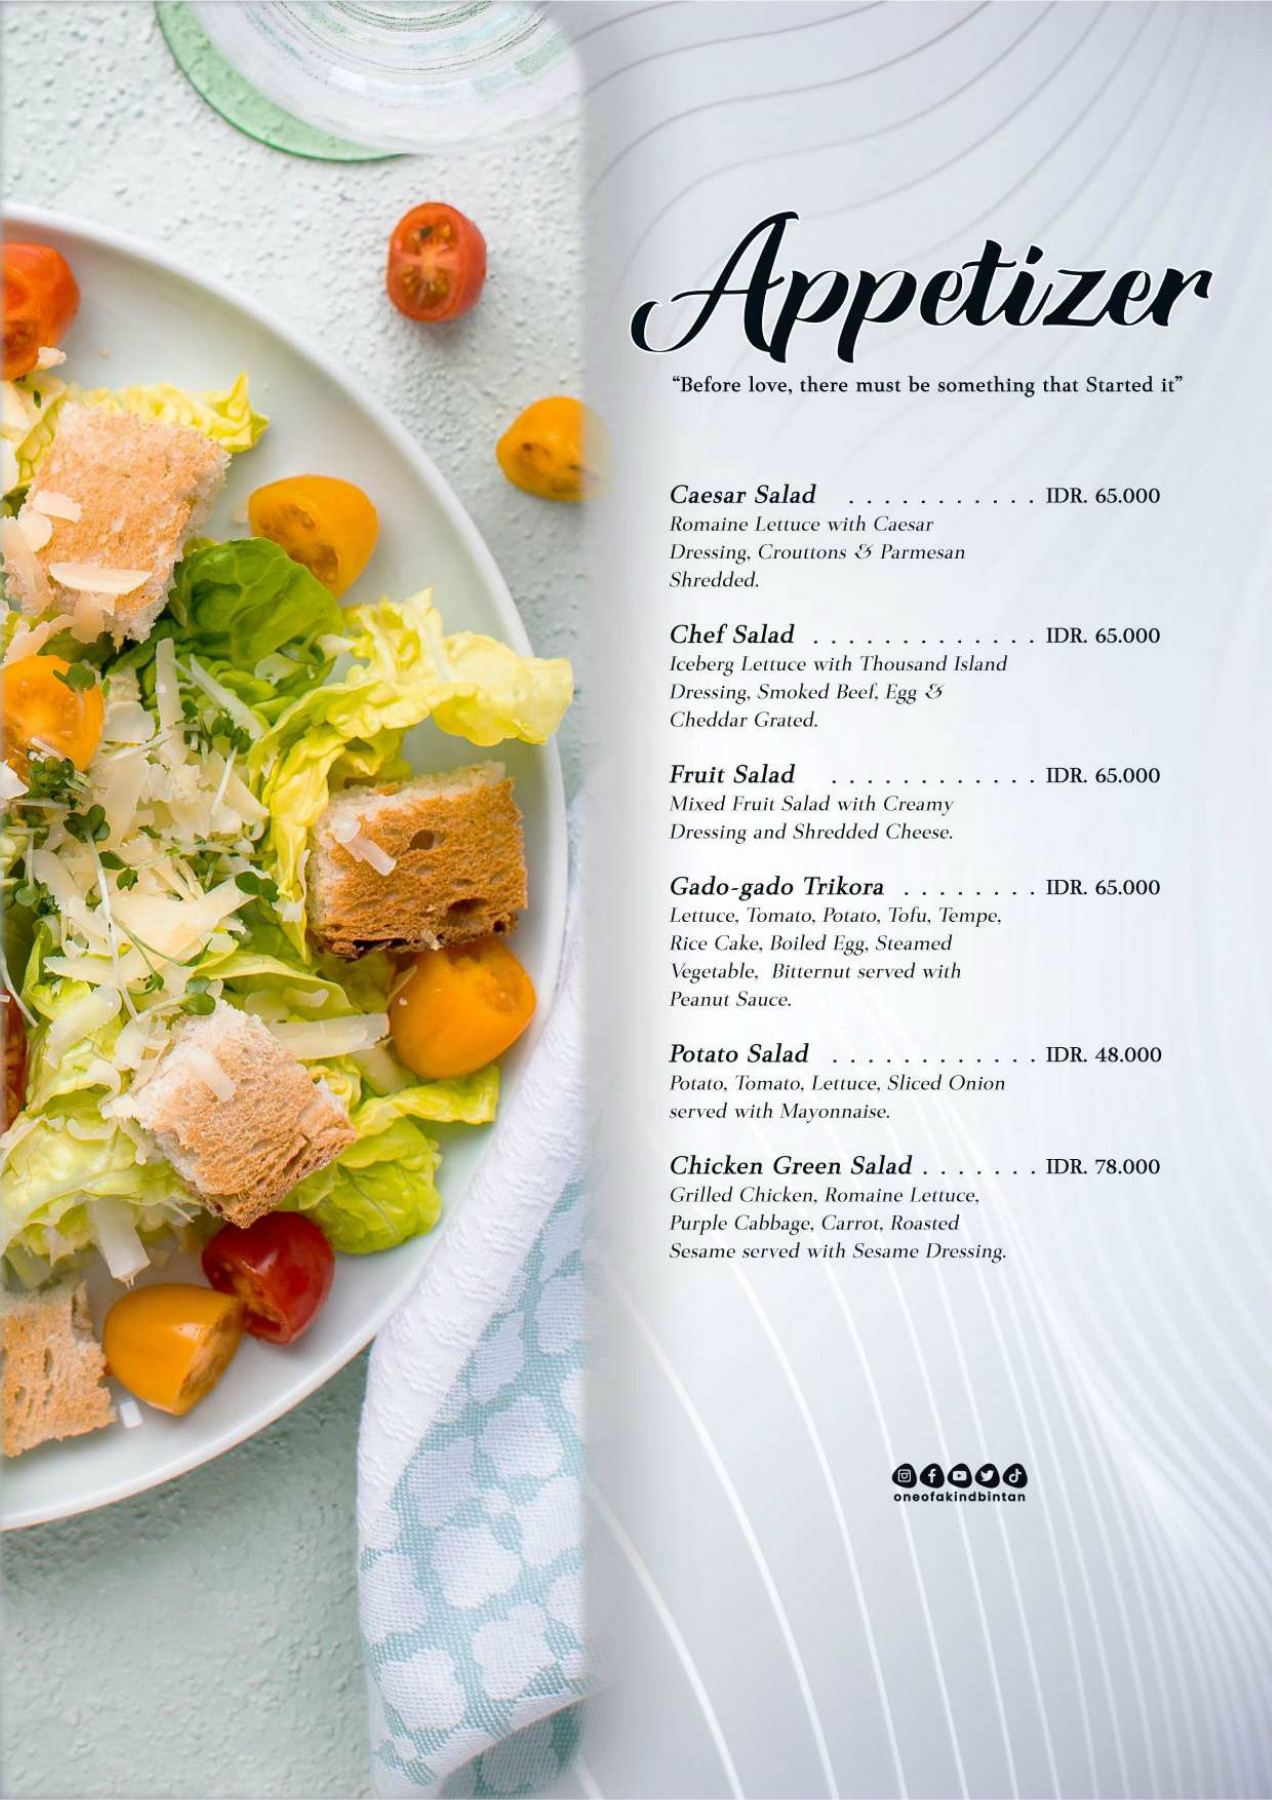 Appetizer
“Before love, there must be something that Started it”
Caesar Salad . . . . . . . . . . . IDR. 65.000
Romaine Lettuce with Caesar
Dressing, Crouttons & Parmesan
Shredded.
Chef Salad . . . . . . . . . . . . . IDR. 65.000
Iceberg Lettuce with Thousand Island
Dressing, Smoked Beef, Egg &
Cheddar Grated.
Fruit Salad . . . . . . . . . . . . IDR. 65.000
Mixed Fruit Salad with Creamy
Dressing and Shredded Cheese.
Gado-gado Trikora . . . . . . . . IDR. 65.000
Lettuce, Tomato, Potato, Tofu, Tempe,
Rice Cake, Boiled Egg, Steamed
Vegetable, Bitternut served with
Peanut Sauce.
Potato Salad . . . . . . . . . . . . IDR. 48.000
Potato, Tomato, Lettuce, Sliced Onion
served with Mayonnaise.
Chicken Green Salad . . . . . . . IDR. 78.000
Grilled Chicken, Romaine Lettuce,
Purple Cabbage, Carrot, Roasted
Sesame served with Sesame Dressing.
oneofakindbintan